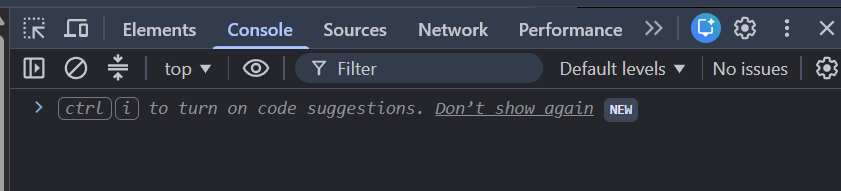 Elements Console Sources Network Performance
top Filter Default levels No issues
ctrl i to turn on code suggestions. Don’t show again NEW